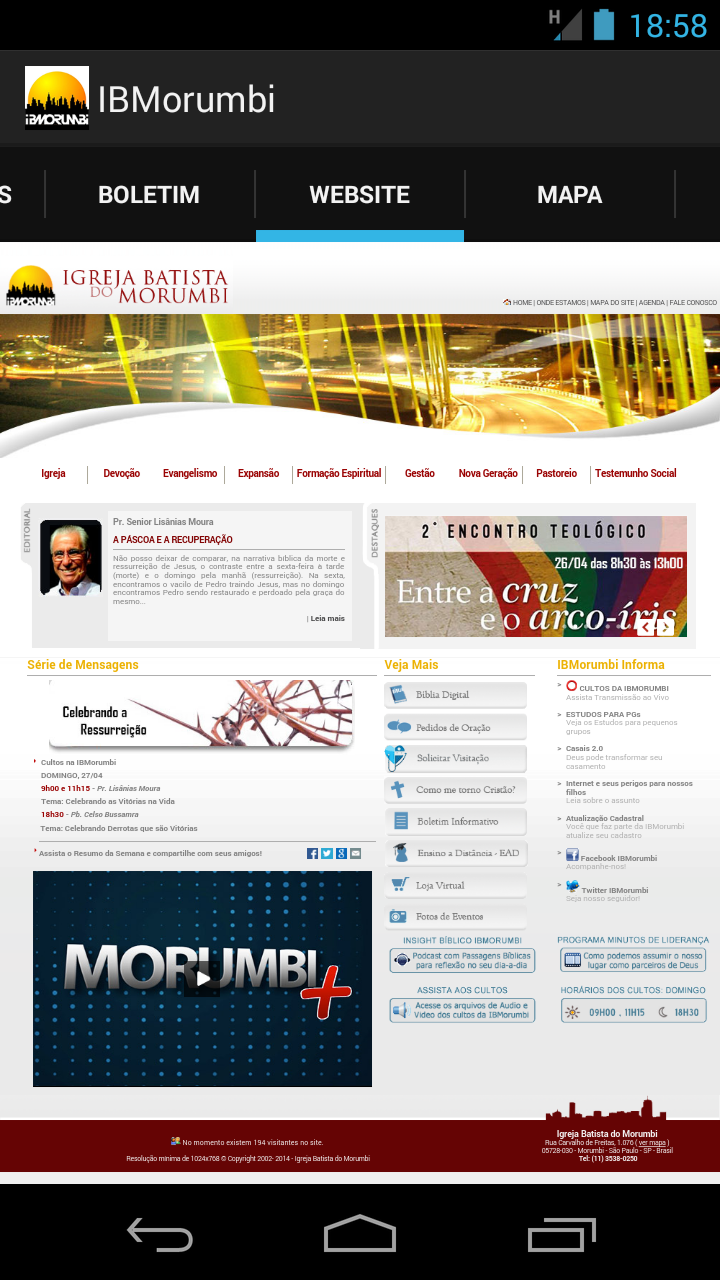 H 18:58
IBMORUMBI IBMorumbi
S BOLETIM WEBSITE MAPA
IGREJA BATISTA
DO MORUMBI
IBMORUMBI
HOME | ONDE ESTAMOS | MAPA DO SITE | AGENDA | FALE CONOSCO
Igreja Devoção Evangelismo Expansão Formação Espiritual Gestão Nova Geração Pastoreio Testemunho Social
EDITORIAL
Pr. Senior Lisânias Moura
A PÁSCOA E A RECUPERAÇÃO
Não posso deixar de comparar, na narrativa bíblica da morte e
ressurreição de Jesus, o contraste entre a sexta-feira à tarde
(morte) e o domingo pela manhã (ressurreição). Na sexta,
encontramos o vacilo de Pedro traindo Jesus, mas no domingo
encontramos Pedro sendo restaurado e perdoado pela graça do
mesmo...
| Leia mais
DESTAQUES
2° ENCONTRO TEOLÓGICO
26/04 das 8h30 às 13h00
Entre a cruz
e o arco-íris
Série de Mensagens
Celebrando a
Ressurreição
Cultos na IBMorumbi
DOMINGO, 27/04
9h00 e 11h15 - Pr. Lisânias Moura
Tema: Celebrando as Vitórias na Vida
18h30 - Pb. Celso Bussamra
Tema: Celebrando Derrotas que são Vitórias
Assista o Resumo da Semana e compartilhe com seus amigos!
MORUMBI+
Veja Mais
Bíblia Digital
Pedidos de Oração
Solicitar Visitação
Como me torno Cristão?
Boletim Informativo
Ensino a Distância - EAD
Loja Virtual
Fotos de Eventos
INSIGHT BÍBLICO IBMORUMBI
Podcast com Passagens Bíblicas
para reflexão no seu dia-a-dia
ASSISTA AOS CULTOS
Acesse os arquivos de Audio e
Video dos cultos da IBMorumbi
IBMorumbi Informa
> CULTOS DA IBMORUMBI
Assista Transmissão ao Vivo
> ESTUDOS PARA PGs
Veja os Estudos para pequenos
grupos
> Casais 2.0
Deus pode transformar seu
casamento
> Internet e seus perigos para nossos
filhos
Leia sobre o assunto
> Atualização Cadastral
Você que faz parte da IBMorumbi
atualize seu cadastro
> Facebook IBMorumbi
Acompanhe-nos!
> Twitter IBMorumbi
Seja nosso seguidor!
PROGRAMA MINUTOS DE LIDERANÇA
Como podemos assumir o nosso
lugar como parceiros de Deus
HORÁRIOS DOS CULTOS: DOMINGO
09H00 . 11H15 18H30
No momento existem 194 visitantes no site.
Resolução minima de 1024x768 © Copyright 2002- 2014 - Igreja Batista do Morumbi
Igreja Batista do Morumbi
Rua Carvalho de Freitas, 1.076 ( ver mapa )
05728-030 - Morumbi - São Paulo - SP - Brasil
Tel: (11) 3538-0250